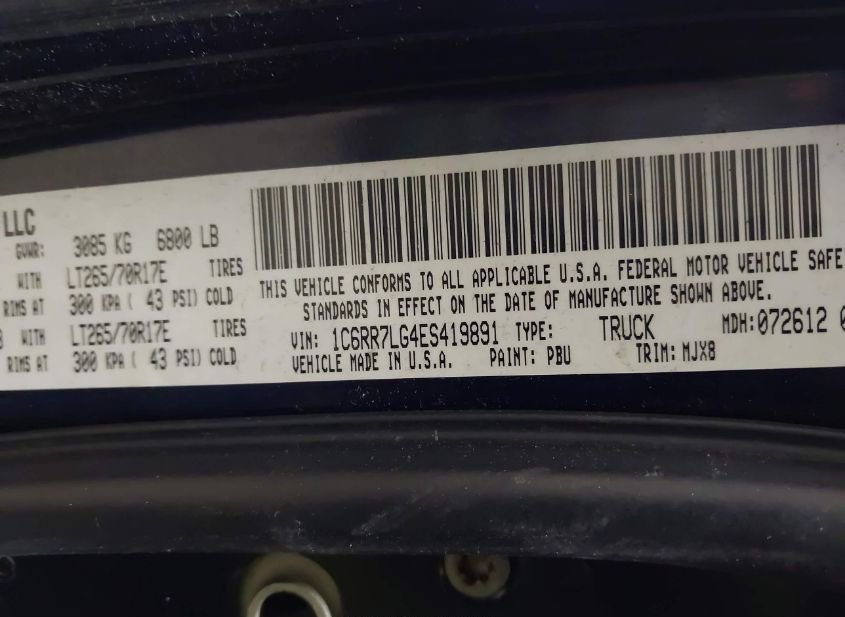 LLC
GVWR: 3085 KG 6800 LB
WITH LT265/70R17E TIRES
RIMS AT 300 KPA ( 43 PSI) COLD
WITH LT265/70R17E TIRES
RIMS AT 300 KPA ( 43 PSI) COLD
THIS VEHICLE CONFORMS TO ALL APPLICABLE U.S.A. FEDERAL MOTOR VEHICLE SAFE
STANDARDS IN EFFECT ON THE DATE OF MANUFACTURE SHOWN ABOVE.
VIN: 1C6RR7LG4ES419891 TYPE: TRUCK MDH:072612 0
VEHICLE MADE IN U.S.A. PAINT: PBU TRIM: MJX8